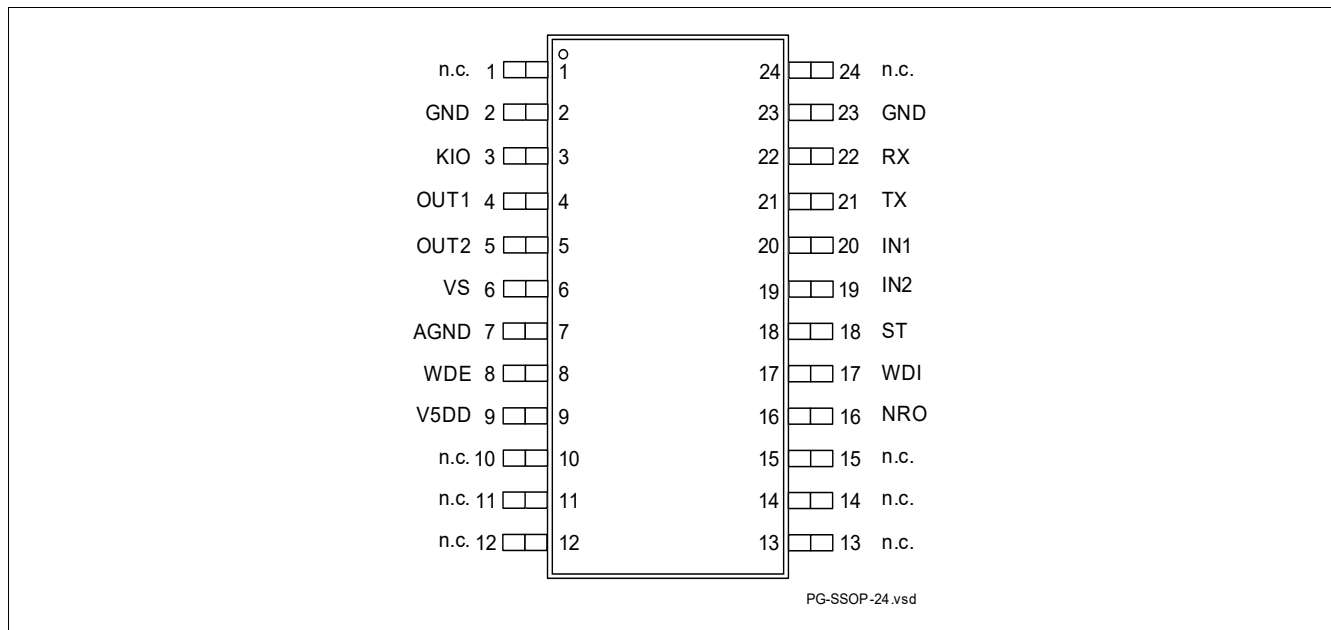 n.c. 1 1 24 24 n.c.
GND 2 2 23 23 GND
KIO 3 3 22 22 RX
OUT1 4 4 21 21 TX
OUT2 5 5 20 20 IN1
VS 6 6 19 19 IN2
AGND 7 7 18 18 ST
WDE 8 8 17 17 WDI
V5DD 9 9 16 16 NRO
n.c. 10 10 15 15 n.c.
n.c. 11 11 14 14 n.c.
n.c. 12 12 13 13 n.c.
PG-SSOP-24.vsd